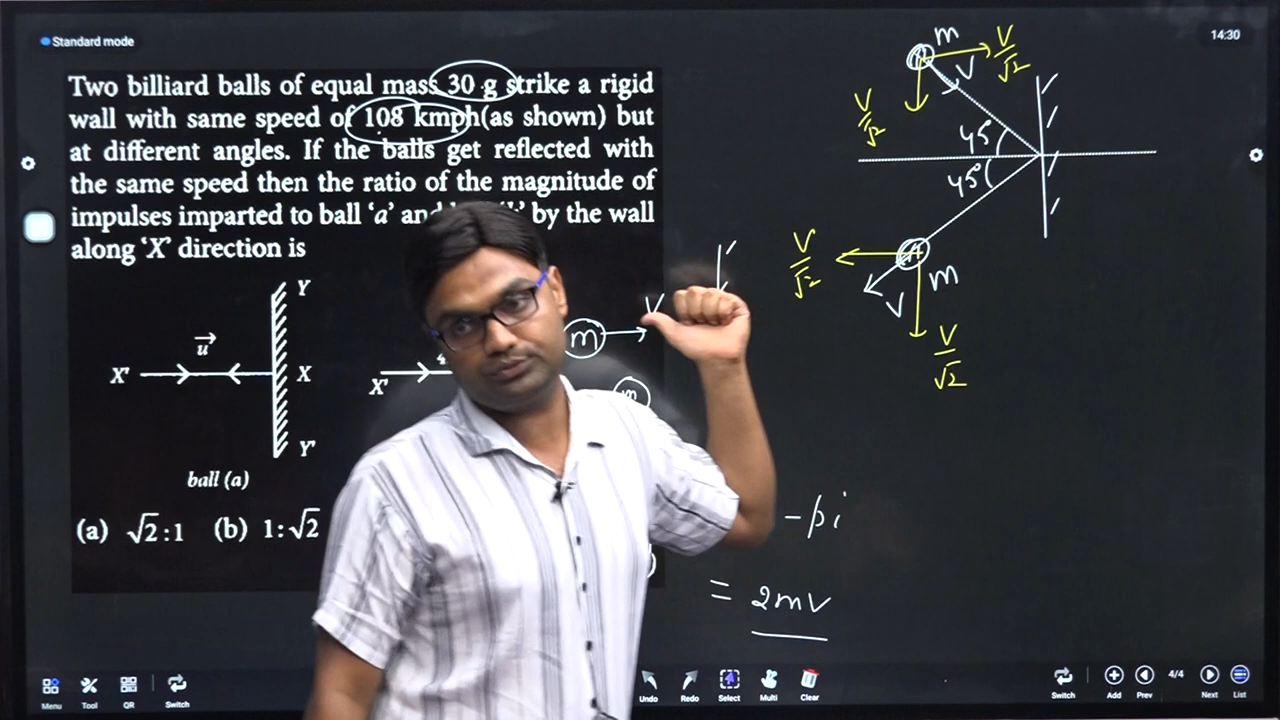 Standard mode
14:30
Two billiard balls of equal mass 30 g strike a rigid
wall with same speed of 108 kmph(as shown) but
at different angles. If the balls get reflected with
the same speed then the ratio of the magnitude of
impulses imparted to ball ‘a’ and by the wall
along ‘X’ direction is
Y
u⃗
X' X
Y'
ball (a)
X'
(a) √2:1 (b) 1:√2
m
V
m
m
V/√2
V
V/√2
45°
45°
V/√2
m
V
V/√2
-pi
= 2mv
Menu
Tool
QR
Switch
Undo
Redo
Select
Multi
Clear
Switch
Add
Prev
4/4
Next
List